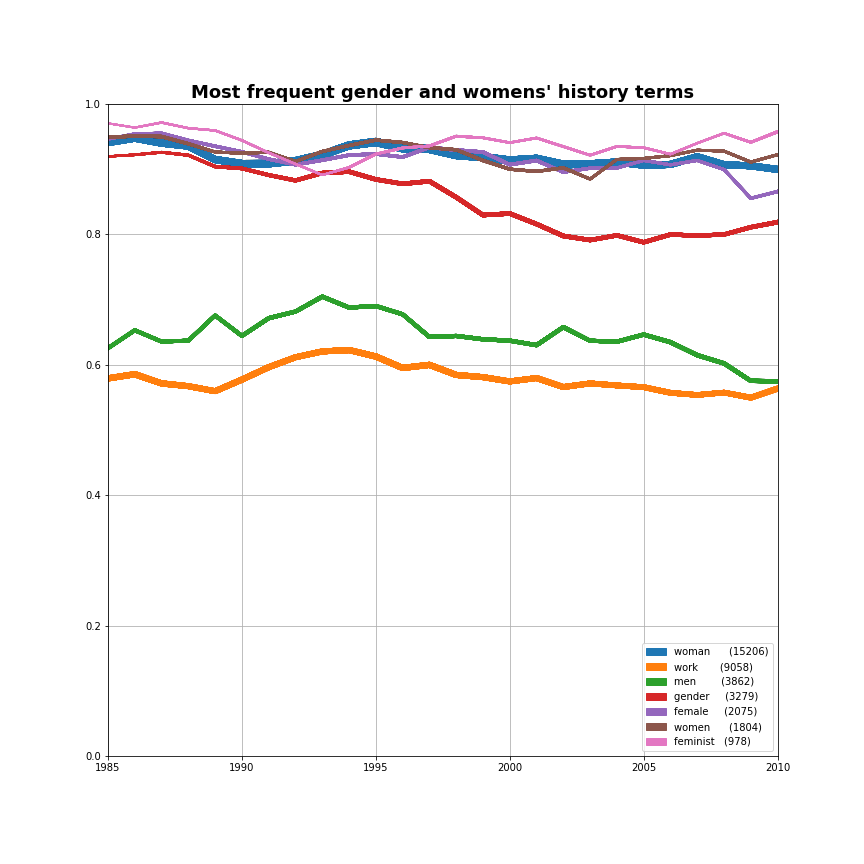 Most frequent gender and womens' history terms
1.0
0.8
0.6
0.4
0.2
0.0
1985 1990 1995 2000 2005 2010
woman (15206)
work (9058)
men (3862)
gender (3279)
female (2075)
women (1804)
feminist (978)